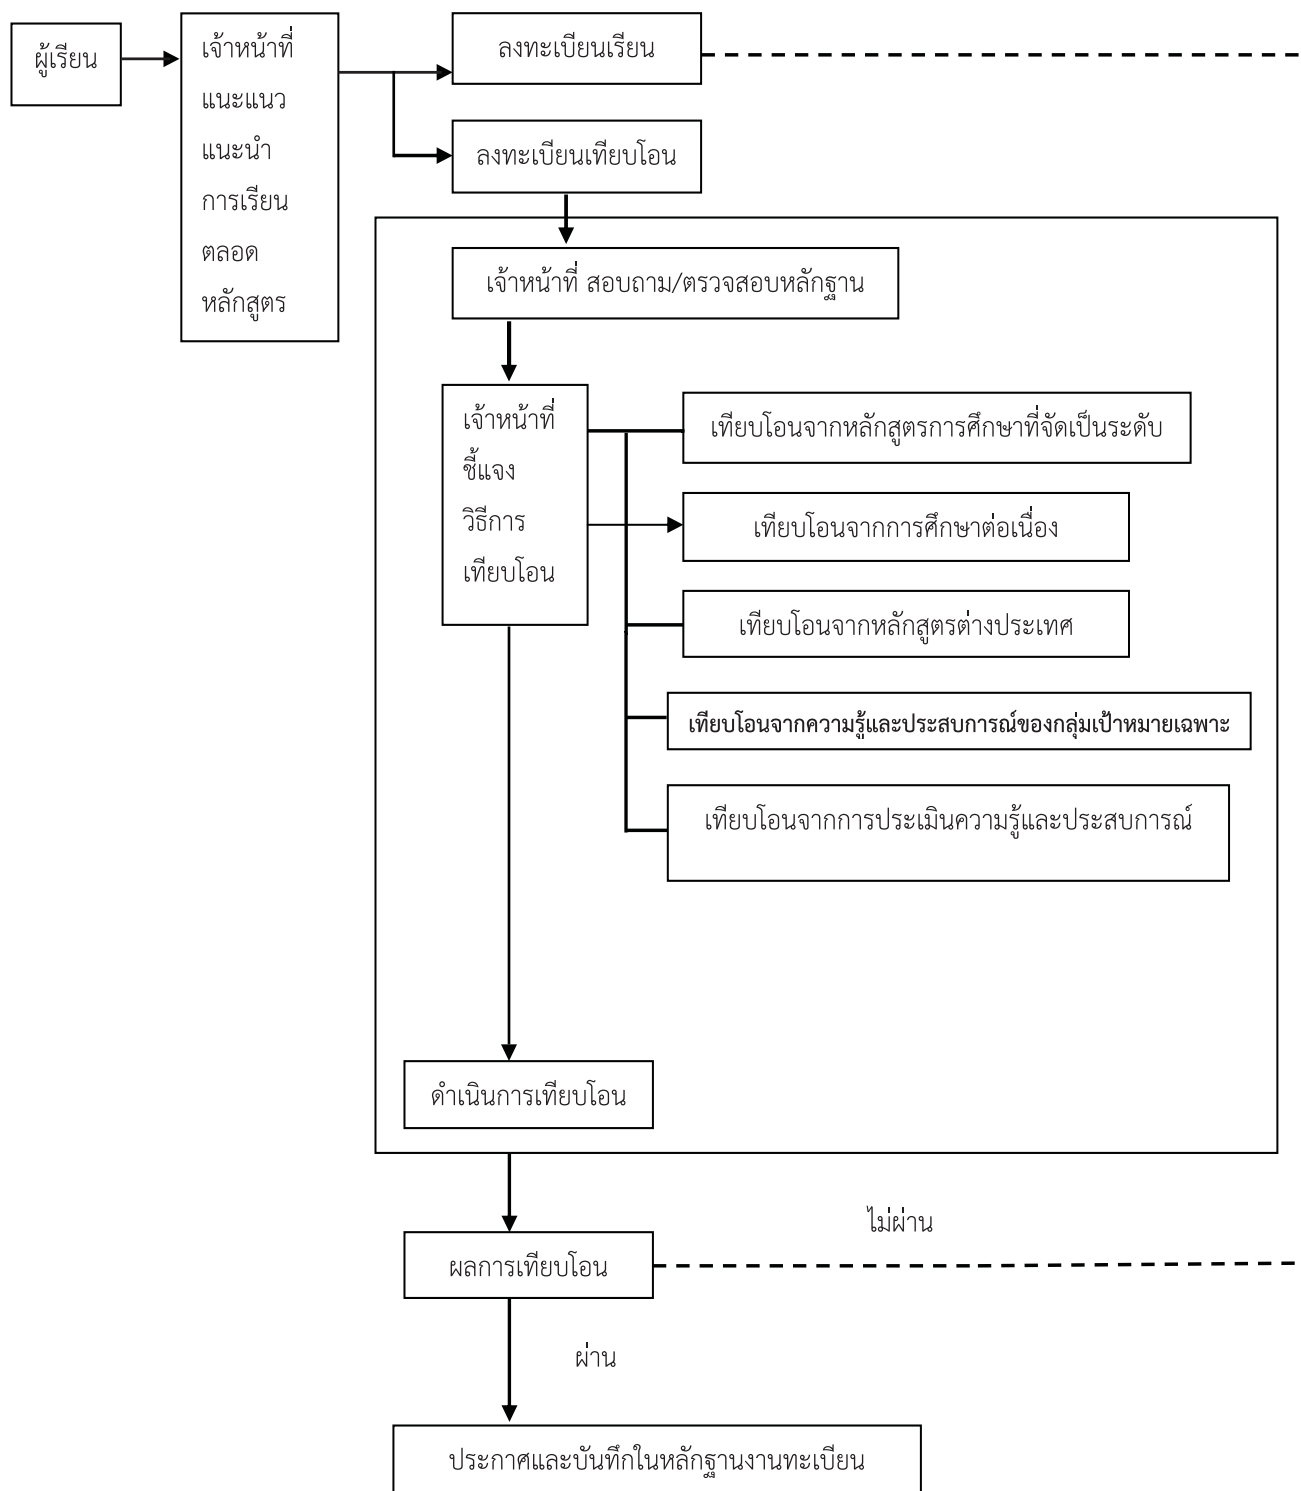 ผู้เรียน
เจ้าหน้าที่
แนะแนว
แนะนำ
การเรียน
ตลอด
หลักสูตร
ลงทะเบียนเรียน
ลงทะเบียนเทียบโอน
เจ้าหน้าที่ สอบถาม/ตรวจสอบหลักฐาน
เจ้าหน้าที่
ชี้แจง
วิธีการ
เทียบโอน
เทียบโอนจากหลักสูตรการศึกษาที่จัดเป็นระดับ
เทียบโอนจากการศึกษาต่อเนื่อง
เทียบโอนจากหลักสูตรต่างประเทศ
เทียบโอนจากความรู้และประสบการณ์ของกลุ่มเป้าหมายเฉพาะ
เทียบโอนจากการประเมินความรู้และประสบการณ์
ดำเนินการเทียบโอน
ไม่ผ่าน
ผลการเทียบโอน
ผ่าน
ประกาศและบันทึกในหลักฐานงานทะเบียน